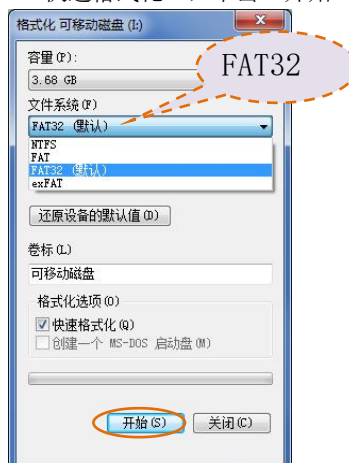 格式化 可移动磁盘 (I:)
容量(P):
3.68 GB
FAT32
文件系统(F)
FAT32 (默认)
NTFS
FAT
FAT32 (默认)
exFAT
还原设备的默认值(D)
卷标(L)
可移动磁盘
格式化选项(O)
快速格式化(Q)
创建一个 MS-DOS 启动盘(M)
开始(S)
关闭(C)